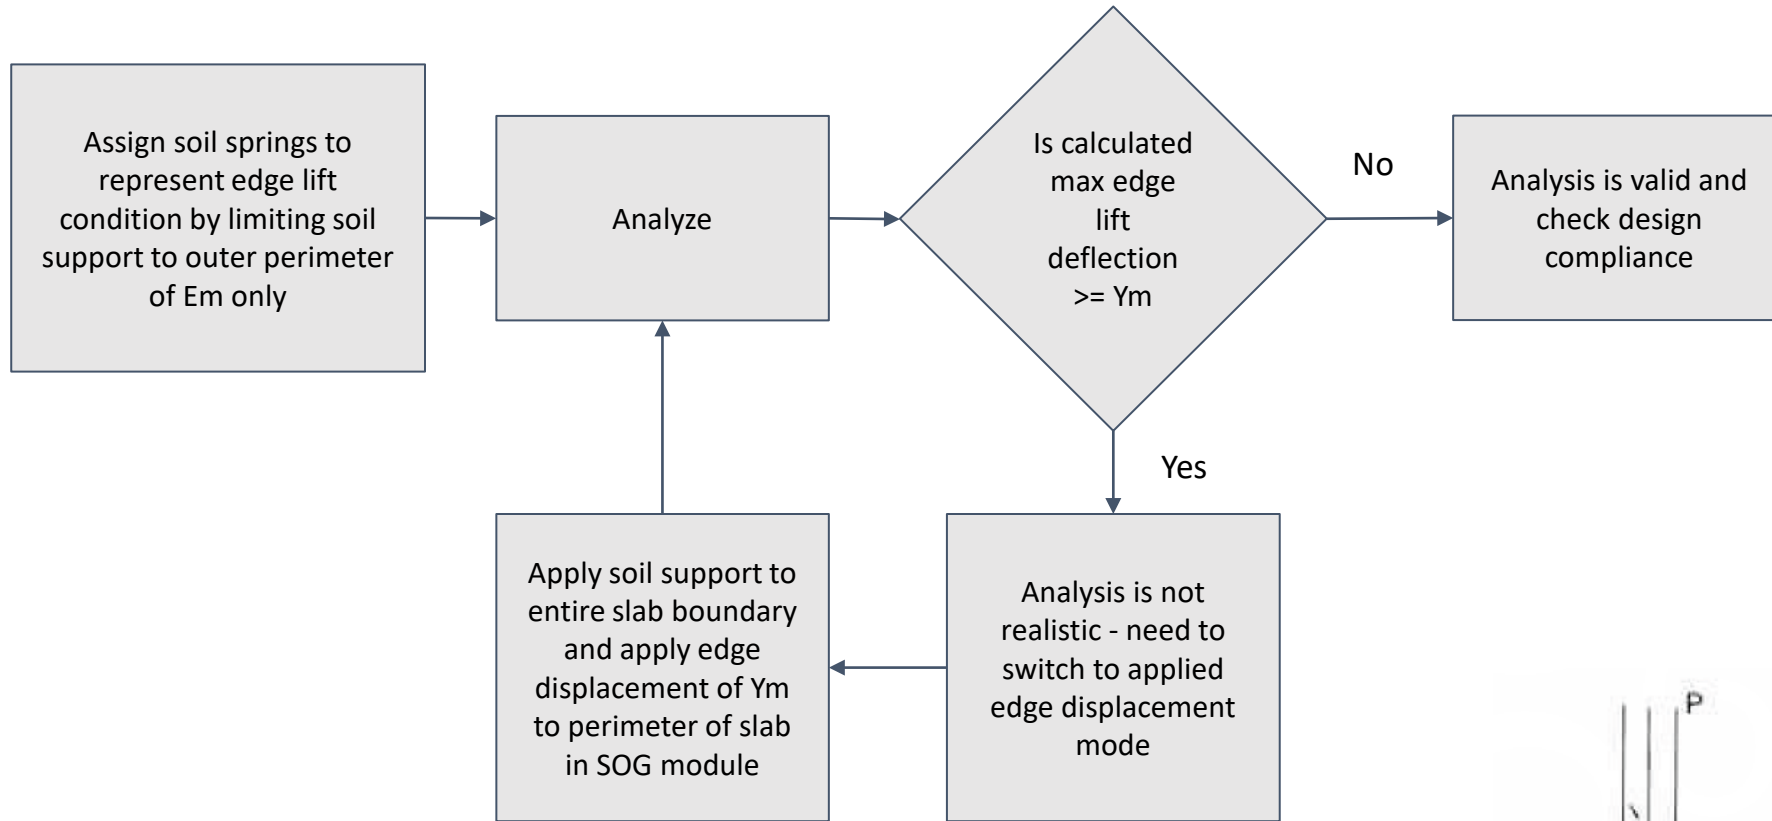 Assign soil springs to
represent edge lift
condition by limiting soil
support to outer perimeter
of Em only
Analyze
Is calculated
max edge
lift
deflection
>= Ym
No
Analysis is valid and
check design
compliance
Yes
Apply soil support to
entire slab boundary
and apply edge
displacement of Ym
to perimeter of slab
in SOG module
Analysis is not
realistic - need to
switch to applied
edge displacement
mode
P